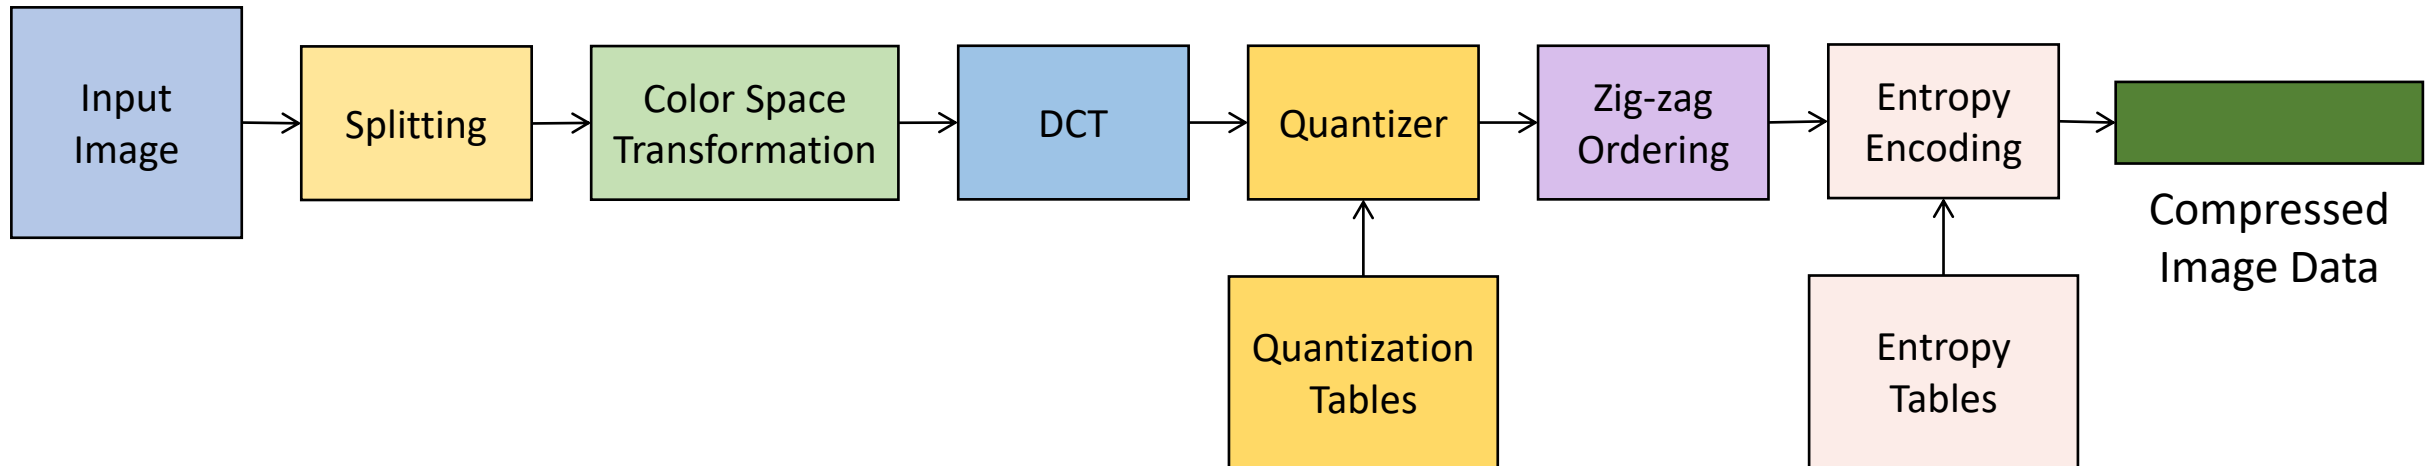 Input
Image
Splitting
Color Space
Transformation
DCT
Quantizer
Zig-zag
Ordering
Entropy
Encoding
Compressed
Image Data
Quantization
Tables
Entropy
Tables